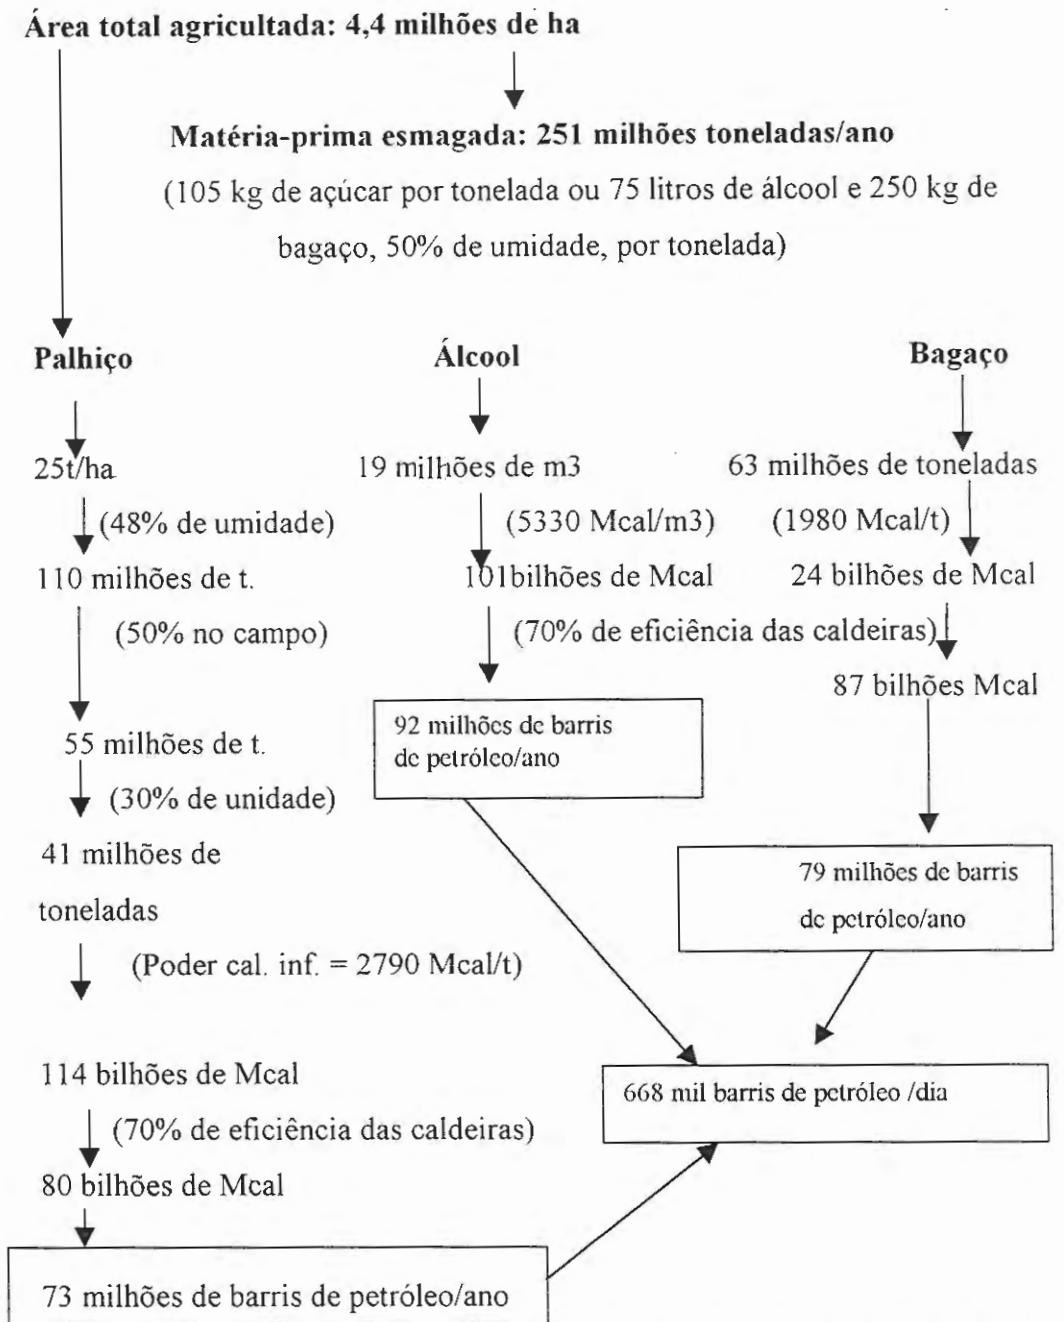 Área total agricultada: 4,4 milhões de ha
Matéria-prima esmagada: 251 milhões toneladas/ano
(105 kg de açúcar por tonelada ou 75 litros de álcool e 250 kg de
bagaço, 50% de umidade, por tonelada)
Palhiço
25t/ha
(48% de umidade)
110 milhões de t.
(50% no campo)
55 milhões de t.
(30% de unidade)
41 milhões de
toneladas
(Poder cal. inf. = 2790 Mcal/t)
114 bilhões de Mcal
(70% de eficiência das caldeiras)
80 bilhões de Mcal
73 milhões de barris de petróleo/ano
Álcool
19 milhões de m3
(5330 Mcal/m3)
101bilhões de Mcal
92 milhões de barris
de petróleo/ano
Bagaço
63 milhões de toneladas
(1980 Mcal/t)
24 bilhões de Mcal
(70% de eficiência das caldeiras)
87 bilhões Mcal
79 milhões de barris
de petróleo/ano
668 mil barris de petróleo /dia